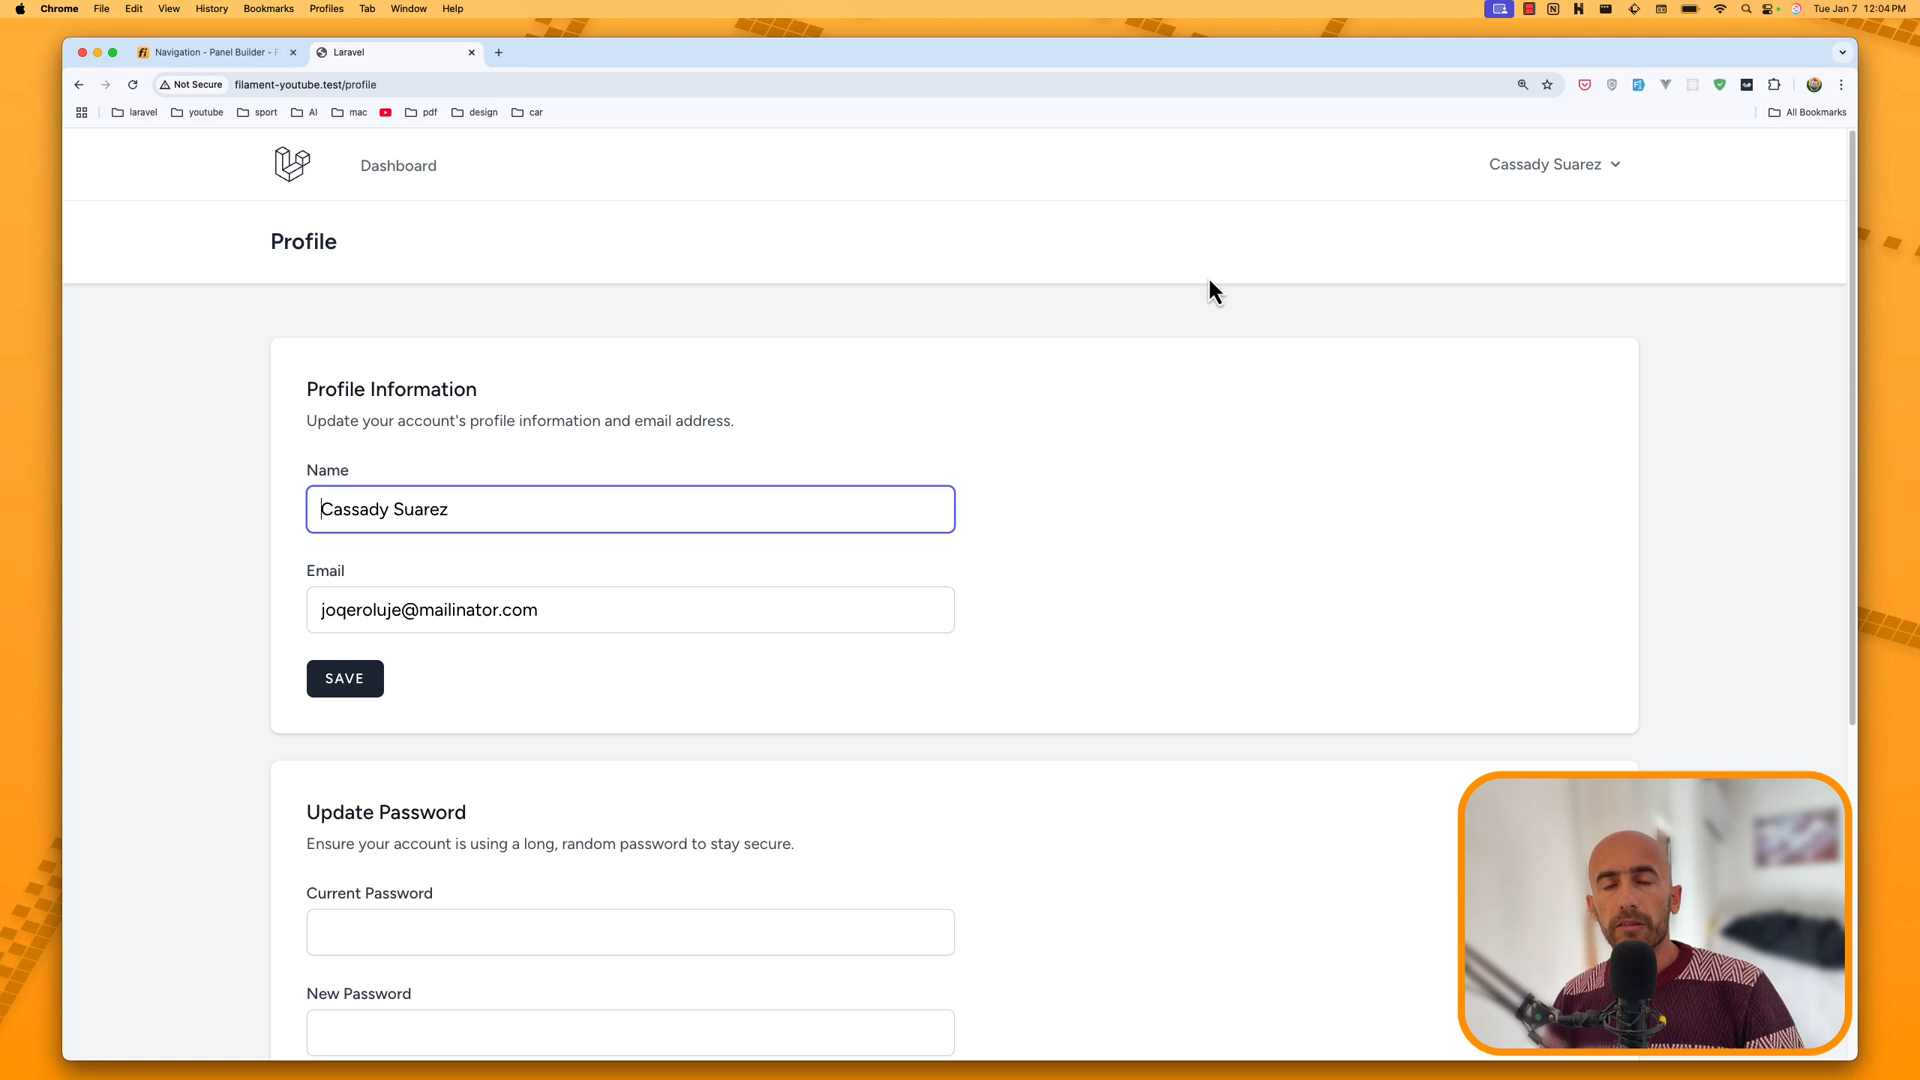 Chrome File Edit View History Bookmarks Profiles Tab Window Help
Tue Jan 7 12:04 PM
Navigation - Panel Builder - F
Laravel
Not Secure filament-youtube.test/profile
laravel youtube sport AI mac pdf design car All Bookmarks
Dashboard
Cassady Suarez
Profile
Profile Information
Update your account's profile information and email address.
Name
Cassady Suarez
Email
joqeroluje@mailinator.com
SAVE
Update Password
Ensure your account is using a long, random password to stay secure.
Current Password
New Password